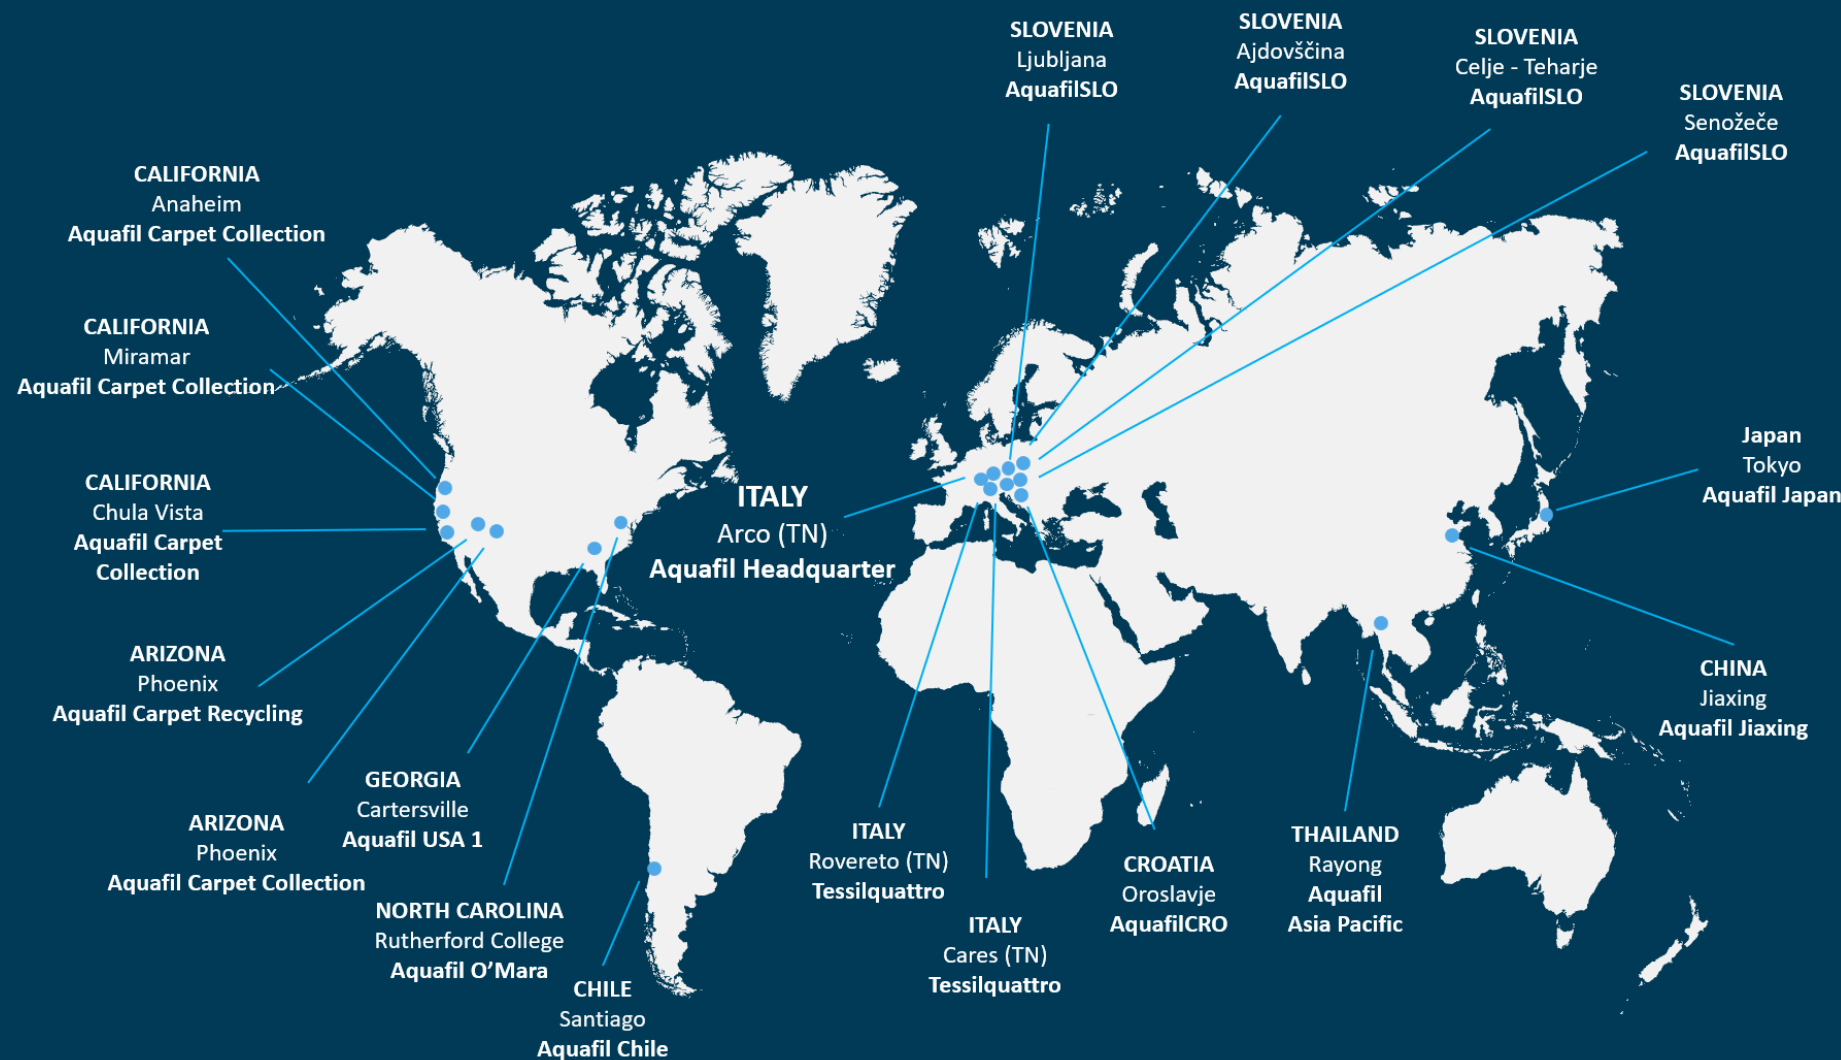 SLOVENIA
Ljubljana
AquafilSLO
SLOVENIA
Ajdovščina
AquafilSLO
SLOVENIA
Celje - Teharje
AquafilSLO
SLOVENIA
Senožeče
AquafilSLO
CALIFORNIA
Anaheim
Aquafil Carpet Collection
CALIFORNIA
Miramar
Aquafil Carpet Collection
CALIFORNIA
Chula Vista
Aquafil Carpet
Collection
ITALY
Arco (TN)
Aquafil Headquarter
Japan
Tokyo
Aquafil Japan
ARIZONA
Phoenix
Aquafil Carpet Recycling
CHINA
Jiaxing
Aquafil Jiaxing
ARIZONA
Phoenix
Aquafil Carpet Collection
GEORGIA
Cartersville
Aquafil USA 1
NORTH CAROLINA
Rutherford College
Aquafil O’Mara
CHILE
Santiago
Aquafil Chile
ITALY
Rovereto (TN)
Tessilquattro
ITALY
Cares (TN)
Tessilquattro
CROATIA
Oroslavje
AquafilCRO
THAILAND
Rayong
Aquafil
Asia Pacific